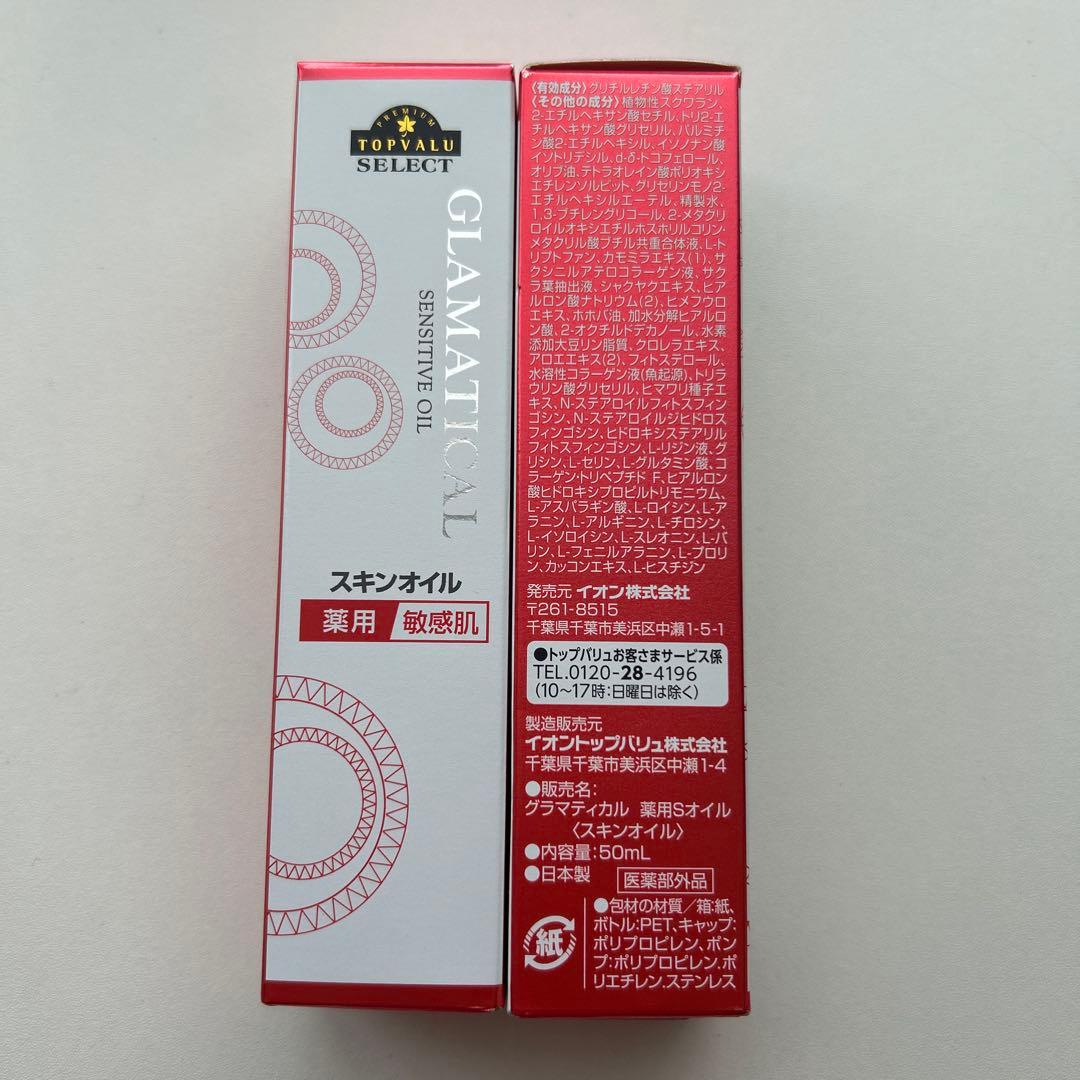 PREMIUM
TOPVALU
SELECT
GLAMATICAL
SENSITIVE OIL
スキンオイル
薬用 敏感肌
〈有効成分〉グリチルレチン酸ステアリル
〈その他の成分〉植物性スクワラン、
2-エチルヘキサン酸セチル、トリ2-エ
チルヘキサン酸グリセリル、パルミチ
ン酸2-エチルヘキシル、イソノナン酸
イソトリデシル、d-δ-トコフェロール、
オリブ油、テトラオレイン酸ポリオキシ
エチレンソルビット、グリセリンモノ2-
エチルヘキシルエーテル、精製水、
1,3-ブチレングリコール、2-メタクリ
ロイルオキシエチルホスホリルコリン・
メタクリル酸ブチル共重合体液、L-ト
リプトファン、カモミラエキス(1)、サ
クシニルアテロコラーゲン液、サク
ラ葉抽出液、シャクヤクエキス、ヒア
ルロン酸ナトリウム(2)、ヒメフウロ
エキス、ホホバ油、加水分解ヒアルロ
ン酸、2-オクチルドデカノール、水素
添加大豆リン脂質、クロレラエキス、
アロエエキス(2)、フィトステロール、
水溶性コラーゲン液(魚起源)、トリラ
ウリン酸グリセリル、ヒマワリ種子エ
キス、N-ステアロイルフィトスフィン
ゴシン、N-ステアロイルジヒドロス
フィンゴシン、ヒドロキシステアリル
フィトスフィンゴシン、L-リジン液、グ
リシン、L-セリン、L-グルタミン酸、コ
ラーゲン・トリペプチド F、ヒアルロン
酸ヒドロキシプロピルトリモニウム、
L-アスパラギン酸、L-ロイシン、L-ア
ラニン、L-アルギニン、L-チロシン、
L-イソロイシン、L-スレオニン、L-バ
リン、L-フェニルアラニン、L-プロリ
ン、カッコンエキス、L-ヒスチジン
発売元 イオン株式会社
〒261-8515
千葉県千葉市美浜区中瀬1-5-1
●トップバリュお客さまサービス係
TEL.0120-28-4196
(10～17時:日曜日は除く)
製造販売元
イオントップバリュ株式会社
千葉県千葉市美浜区中瀬1-4
●販売名:
グラマティカル 薬用Sオイル
〈スキンオイル〉
●内容量:50mL
●日本製 医薬部外品
紙
●包材の材質／箱:紙、
ボトル:PET、キャップ:
ポリプロピレン、ポン
プ:ポリプロピレン、ポ
リエチレン、ステンレス